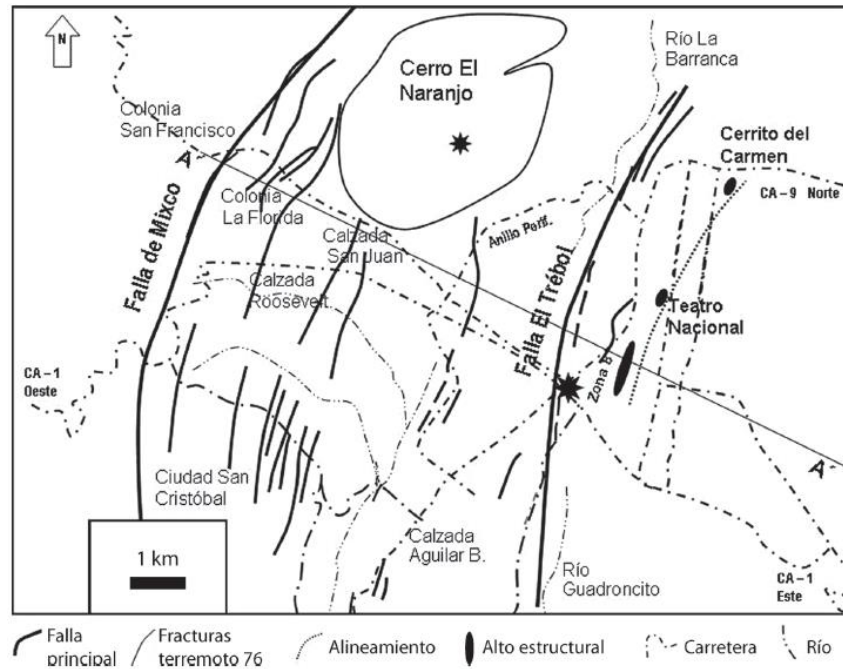 N
Río La
Barranca
Cerro El
Naranjo
Colonia
San Francisco
Cerrito del
Carmen
A
CA-9 Norte
Colonia
La Florida
Falla de Mixco
Calzada
San Juan
Anillo Perif.
Calzada
Roosevelt.
Falla El Trébol
Teatro
Nacional
CA-1
Oeste
Zona 8
Ciudad San
Cristóbal
A
Calzada
Aguilar B.
1 km
Río
Guadroncito
CA-1
Este
Falla
principal
Fracturas
terremoto 76
Alineamiento
Alto estructural
Carretera
Río